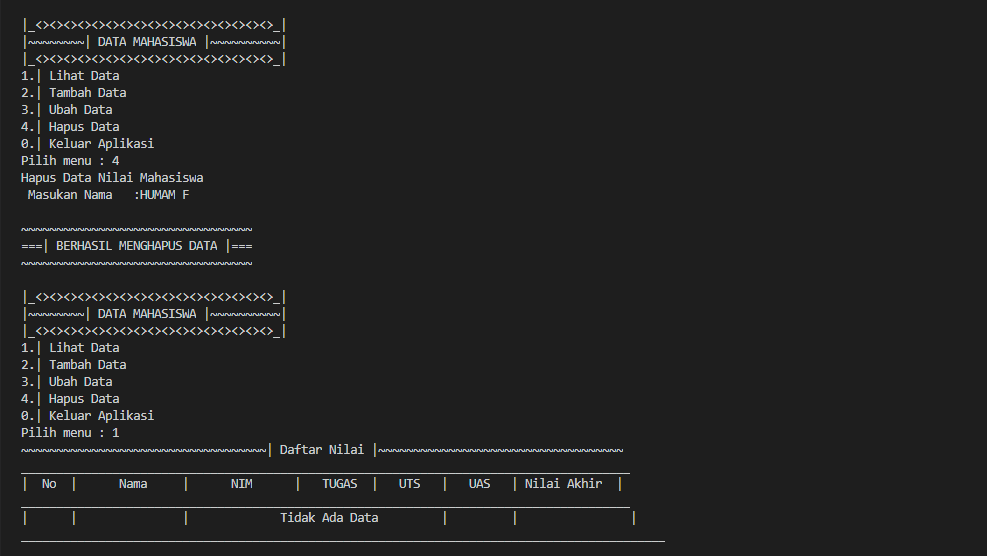 |_<><><><><><><><><><><><><><><><><>_|
|~~~~~~~~| DATA MAHASISWA |~~~~~~~~~~|
|_<><><><><><><><><><><><><><><><><>_|
1.| Lihat Data
2.| Tambah Data
3.| Ubah Data
4.| Hapus Data
0.| Keluar Aplikasi
Pilih menu : 4
Hapus Data Nilai Mahasiswa
 Masukan Nama   :HUMAM F
~~~~~~~~~~~~~~~~~~~~~~~~~~~~~~~~~
===| BERHASIL MENGHAPUS DATA |===
~~~~~~~~~~~~~~~~~~~~~~~~~~~~~~~~~
|_<><><><><><><><><><><><><><><><><>_|
|~~~~~~~~| DATA MAHASISWA |~~~~~~~~~~|
|_<><><><><><><><><><><><><><><><><>_|
1.| Lihat Data
2.| Tambah Data
3.| Ubah Data
4.| Hapus Data
0.| Keluar Aplikasi
Pilih menu : 1
~~~~~~~~~~~~~~~~~~~~~~~~~~~~~~~~~~~| Daftar Nilai |~~~~~~~~~~~~~~~~~~~~~~~~~~~~~~~~~~~
_______________________________________________________________________________________
|  No  |      Nama     |      NIM      |   TUGAS  |   UTS   |   UAS   | Nilai Akhir  |
_______________________________________________________________________________________
|      |               |             Tidak Ada Data         |         |                |
____________________________________________________________________________________________